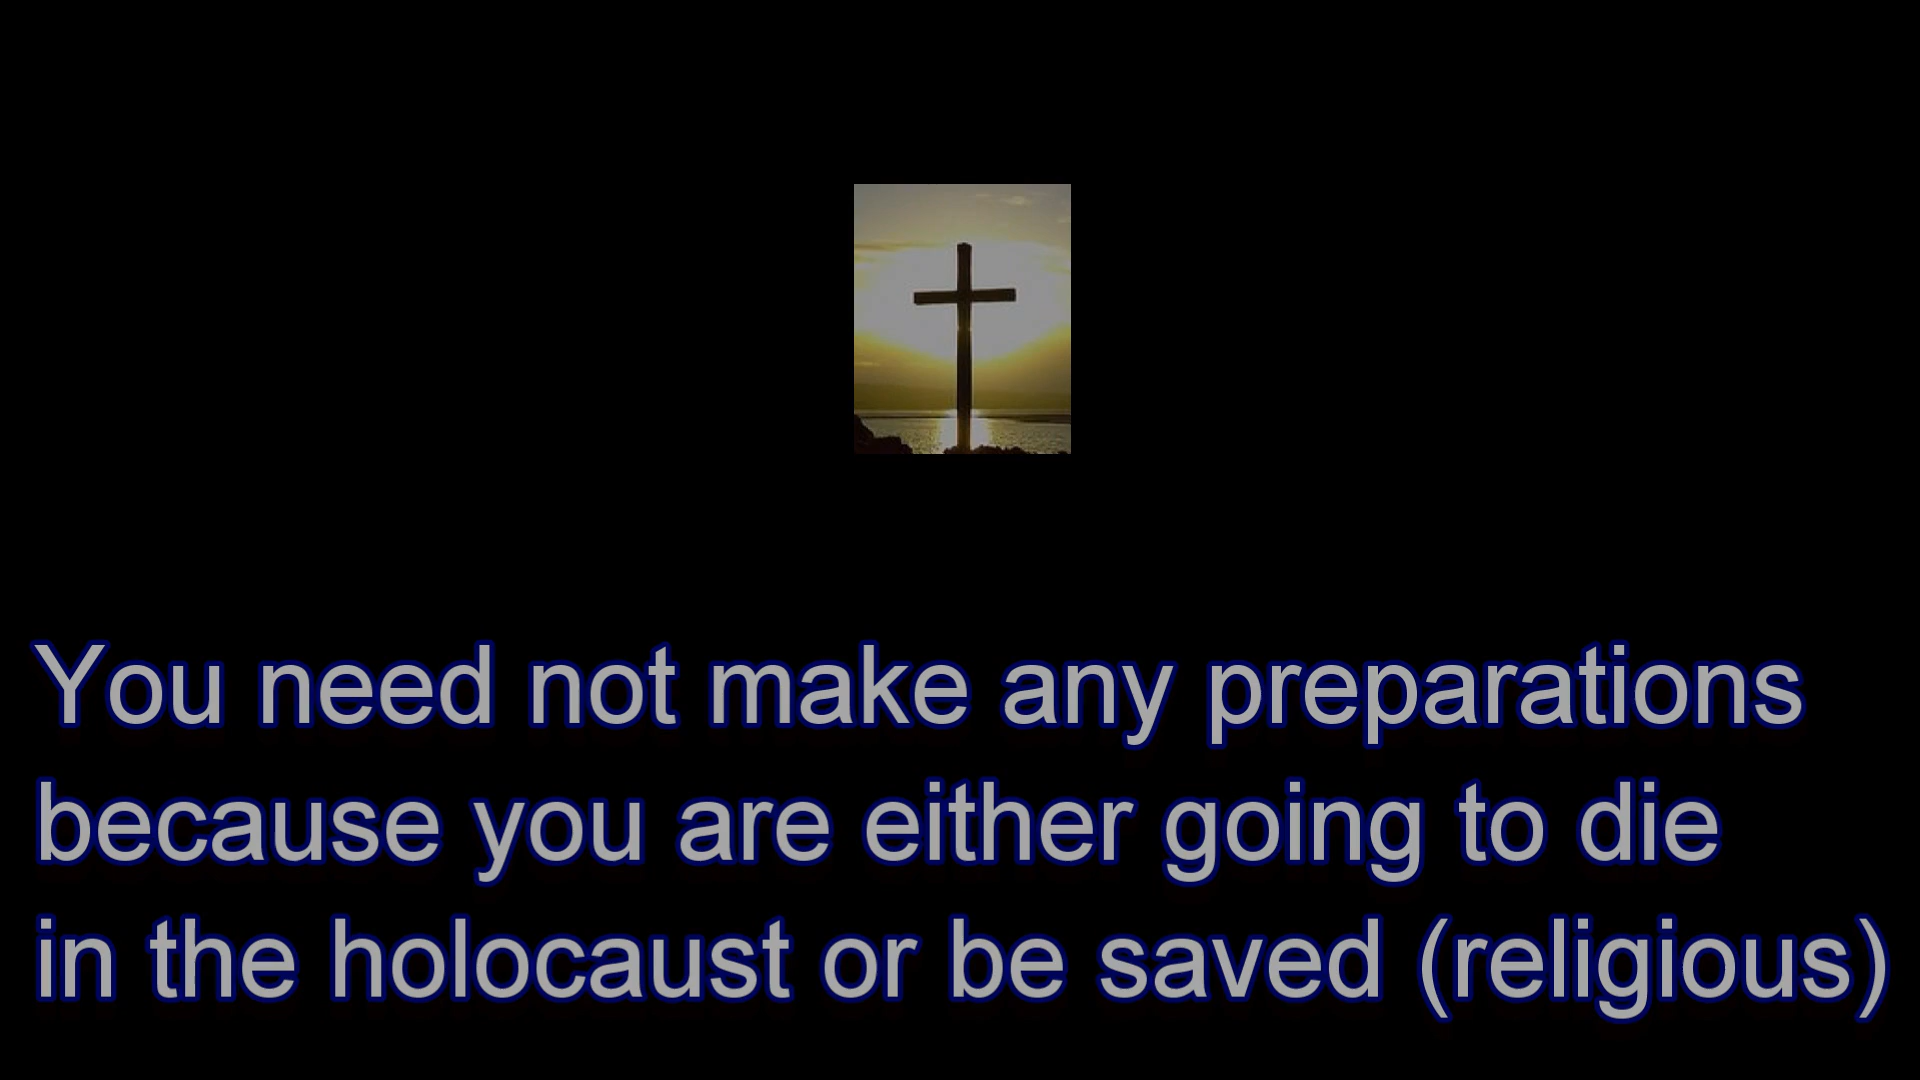 You need not make any preparations
because you are either going to die
in the holocaust or be saved (religious)